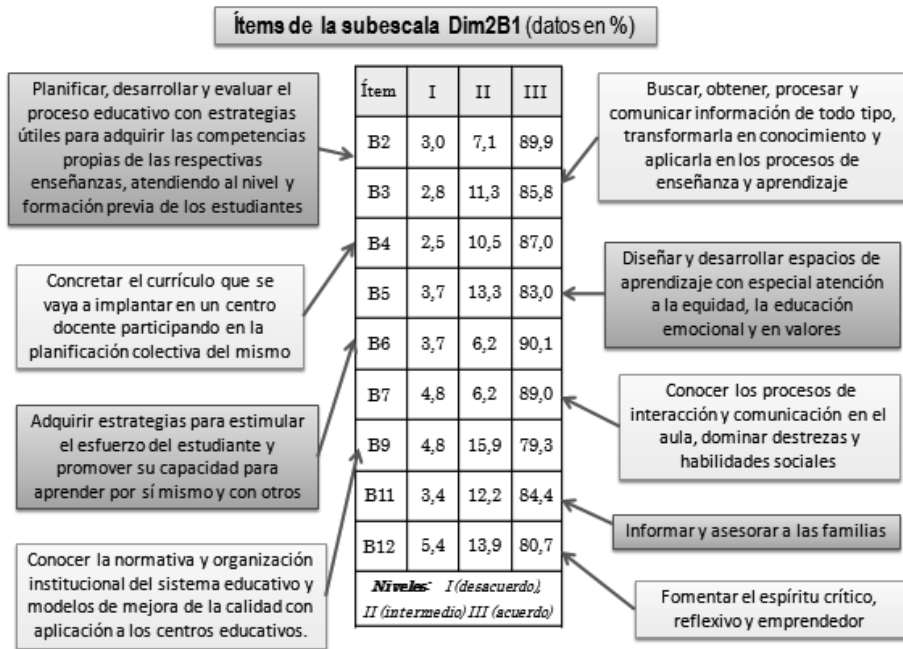 Ítems de la subescala Dim2B1 (datos en %)
Planificar, desarrollar y evaluar el
proceso educativo con estrategias
útiles para adquirir las competencias
propias de las respectivas
enseñanzas, atendiendo al nivel y
formación previa de los estudiantes
Concretar el currículo que se
vaya a implantar en un centro
docente participando en la
planificación colectiva del mismo
Adquirir estrategias para estimular
el esfuerzo del estudiante y
promover su capacidad para
aprender por sí mismo y con otros
Conocer la normativa y organización
institucional del sistema educativo y
modelos de mejora de la calidad con
aplicación a los centros educativos.
Ítem I II III
B2 3,0 7,1 89,9
B3 2,8 11,3 85,8
B4 2,5 10,5 87,0
B5 3,7 13,3 83,0
B6 3,7 6,2 90,1
B7 4,8 6,2 89,0
B9 4,8 15,9 79,3
B11 3,4 12,2 84,4
B12 5,4 13,9 80,7
Niveles: I (desacuerdo),
II (intermedio) III (acuerdo)
Buscar, obtener, procesar y
comunicar información de todo tipo,
transformarla en conocimiento y
aplicarla en los procesos de
enseñanza y aprendizaje
Diseñar y desarrollar espacios de
aprendizaje con especial atención
a la equidad, la educación
emocional y en valores
Conocer los procesos de
interacción y comunicación en el
aula, dominar destrezas y
habilidades sociales
Informar y asesorar a las familias
Fomentar el espíritu crítico,
reflexivo y emprendedor